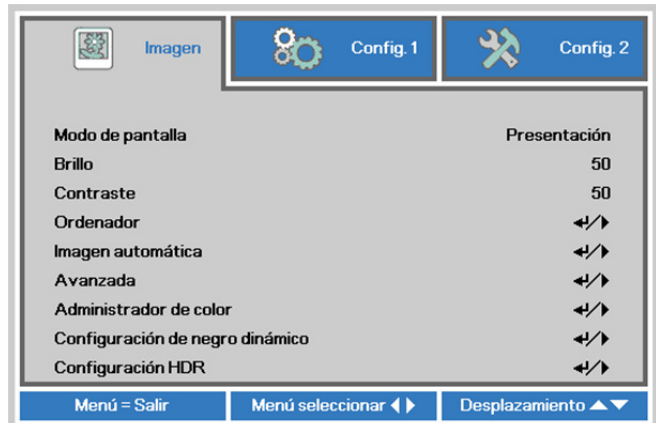 Imagen Config. 1 Config. 2
Modo de pantalla Presentación
Brillo 50
Contraste 50
Ordenador
Imagen automática
Avanzada
Administrador de color
Configuración de negro dinámico
Configuración HDR
Menú = Salir Menú seleccionar Desplazamiento